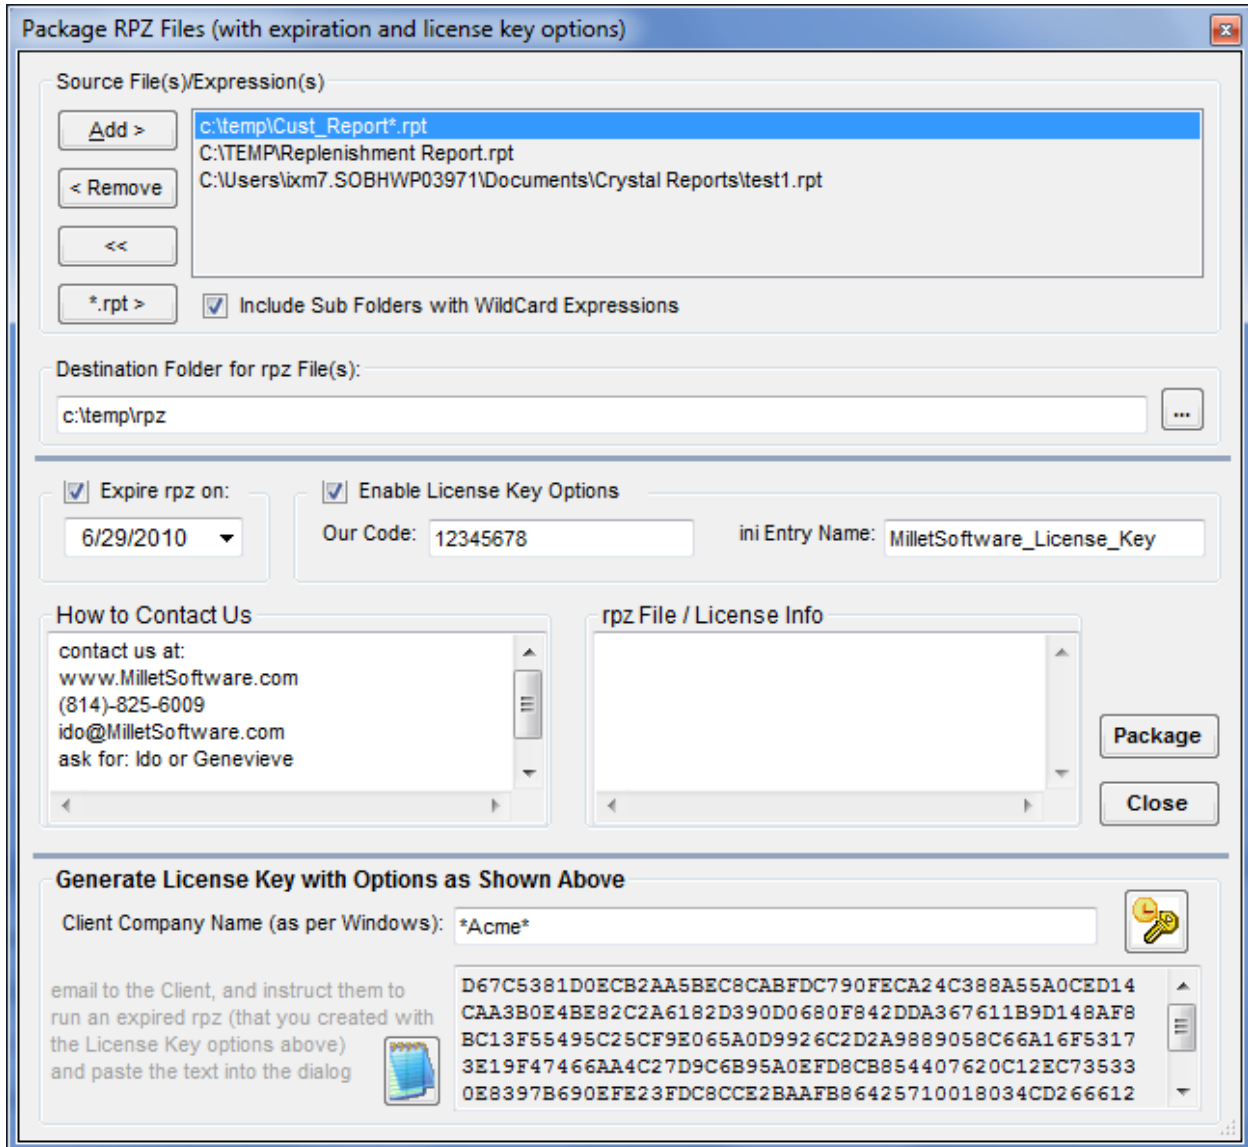 Package RPZ Files (with expiration and license key options)
Source File(s)/Expression(s)
Add >
c:\temp\Cust_Report*.rpt
C:\TEMP\Replenishment Report.rpt
< Remove
C:\Users\ixm7.SOBHWP03971\Documents\Crystal Reports\test1.rpt
<<
*.rpt >
Include Sub Folders with WildCard Expressions
Destination Folder for rpz File(s):
c:\temp\rpz
...
Expire rpz on:
Enable License Key Options
6/29/2010
Our Code: 12345678
ini Entry Name: MilletSoftware_License_Key
How to Contact Us
contact us at:
www.MilletSoftware.com
(814)-825-6009
ido@MilletSoftware.com
ask for: Ido or Genevieve
rpz File / License Info
Package
Close
Generate License Key with Options as Shown Above
Client Company Name (as per Windows): *Acme*
email to the Client, and instruct them to
run an expired rpz (that you created with
the License Key options above)
and paste the text into the dialog
D67C5381D0ECB2AA5BEC8CABFDC790FECA24C388A55A0CED14
CAA3B0E4BE82C2A6182D390D0680F842DDA367611B9D148AF8
BC13F55495C25CF9E065A0D9926C2D2A9889058C66A16F5317
3E19F47466AA4C27D9C6B95A0EFD8CB854407620C12EC73533
0E8397B690EFE23FDC8CCE2BAAFB86425710018034CD266612